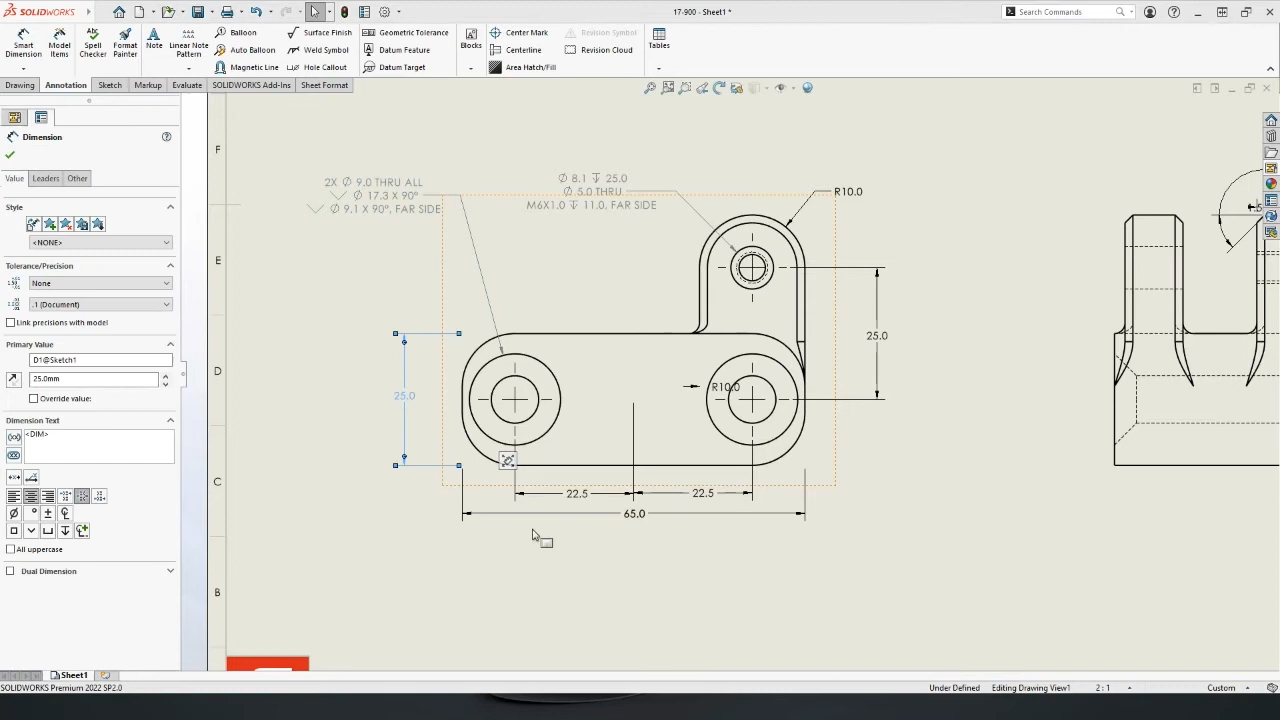 SOLIDWORKS
17-900 - Sheet1 *
Search Commands
Smart Dimension
Model Items
Spell Checker
Format Painter
Note
Linear Note Pattern
Balloon
Auto Balloon
Magnetic Line
Surface Finish
Weld Symbol
Hole Callout
Geometric Tolerance
Datum Feature
Datum Target
Blocks
Center Mark
Centerline
Area Hatch/Fill
Revision Symbol
Revision Cloud
Tables
Drawing
Annotation
Sketch
Markup
Evaluate
SOLIDWORKS Add-Ins
Sheet Format
Dimension
Value
Leaders
Other
Style
<NONE>
Tolerance/Precision
None
.1 (Document)
Link precisions with model
Primary Value
D1@Sketch1
25.0mm
Override value:
Dimension Text
<DIM>
All uppercase
Dual Dimension
F
E
D
C
B
2X Ø 9.0 THRU ALL
⌵ Ø 17.3 X 90°
⌵ Ø 9.1 X 90°, FAR SIDE
Ø 8.1 ↧ 25.0
Ø 5.0 THRU
M6X1.0 ↧ 11.0, FAR SIDE
R10.0
25.0
25.0
R10.0
22.5
22.5
65.0
Sheet1
SOLIDWORKS Premium 2022 SP2.0
Under Defined
Editing Drawing View1
2 : 1
Custom